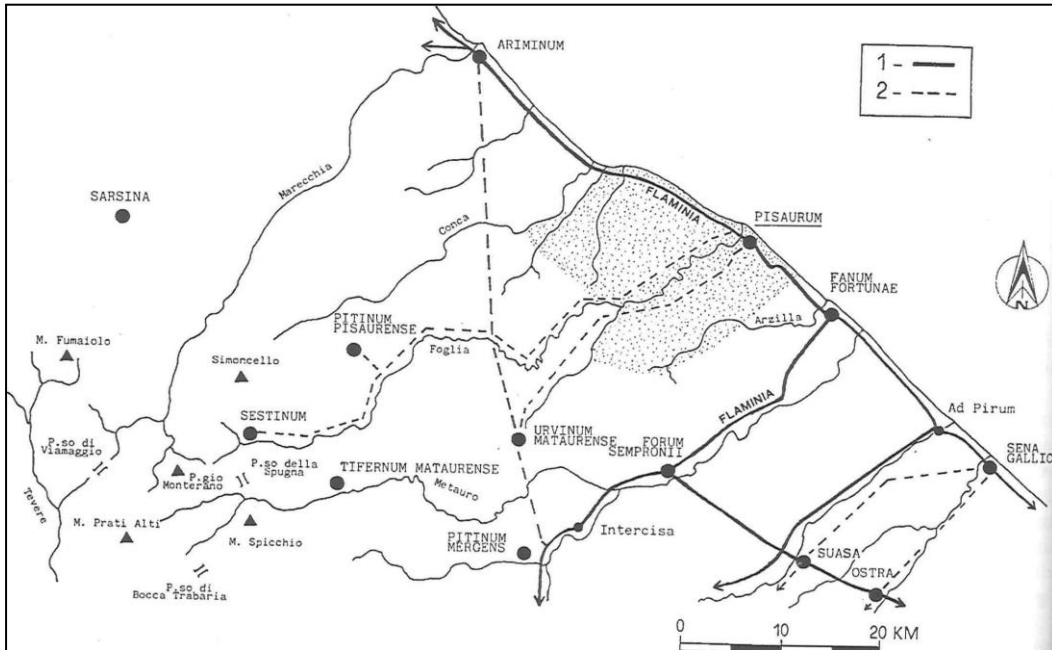 ARIMINUM
1 -
2 -
Marecchia
SARSINA
Conca
FLAMINIA
PISAURUM
FANUM
FORTUNAE
Arzilla
N
PITINUM
PISAURENSE
Foglia
M. Fumaiolo
Simoncello
FLAMINIA
Ad Pirum
SESTINUM
URVINUM
MATAURENSE
FORUM
SEMPRONII
SENA
GALLIC
P.so di
Viamaggio
P.gio
Monterano
P.so della
Spugna
TIFERNUM MATAURENSE
Metauro
Tevere
M. Prati Alti
M. Spicchio
PITINUM
MERGENS
Intercisa
SUASA
OSTRA
P.so di
Bocca Trabaria
0 10 20 KM